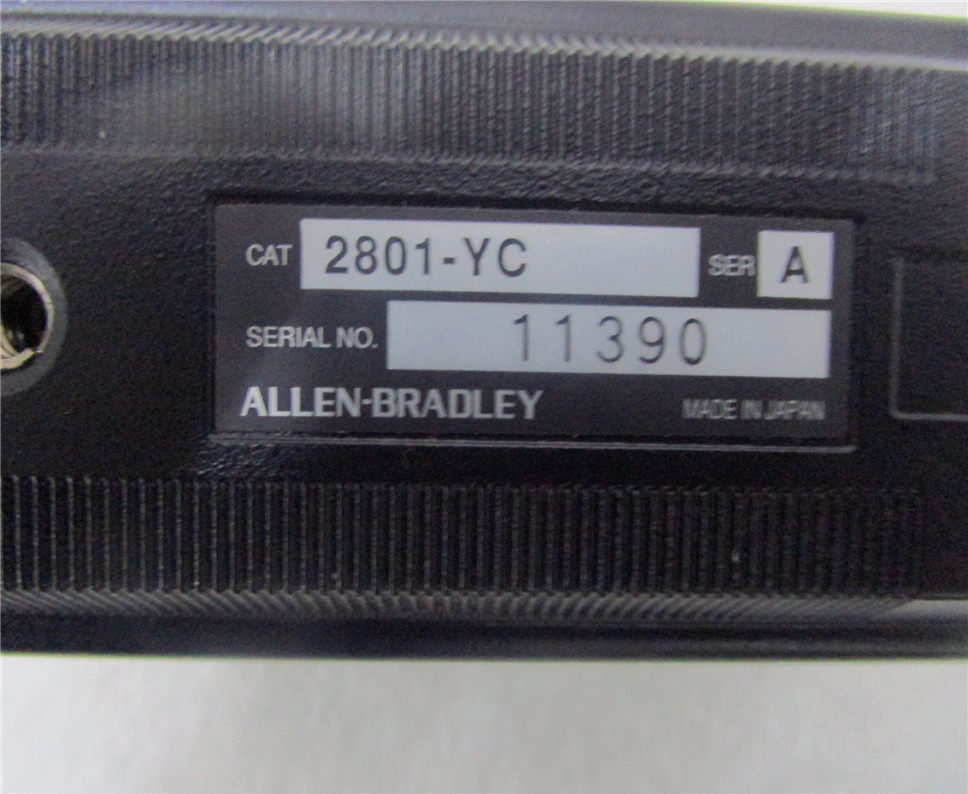 CAT 2801-YC SER A
SERIAL NO. 11390
ALLEN-BRADLEY MADE IN JAPAN